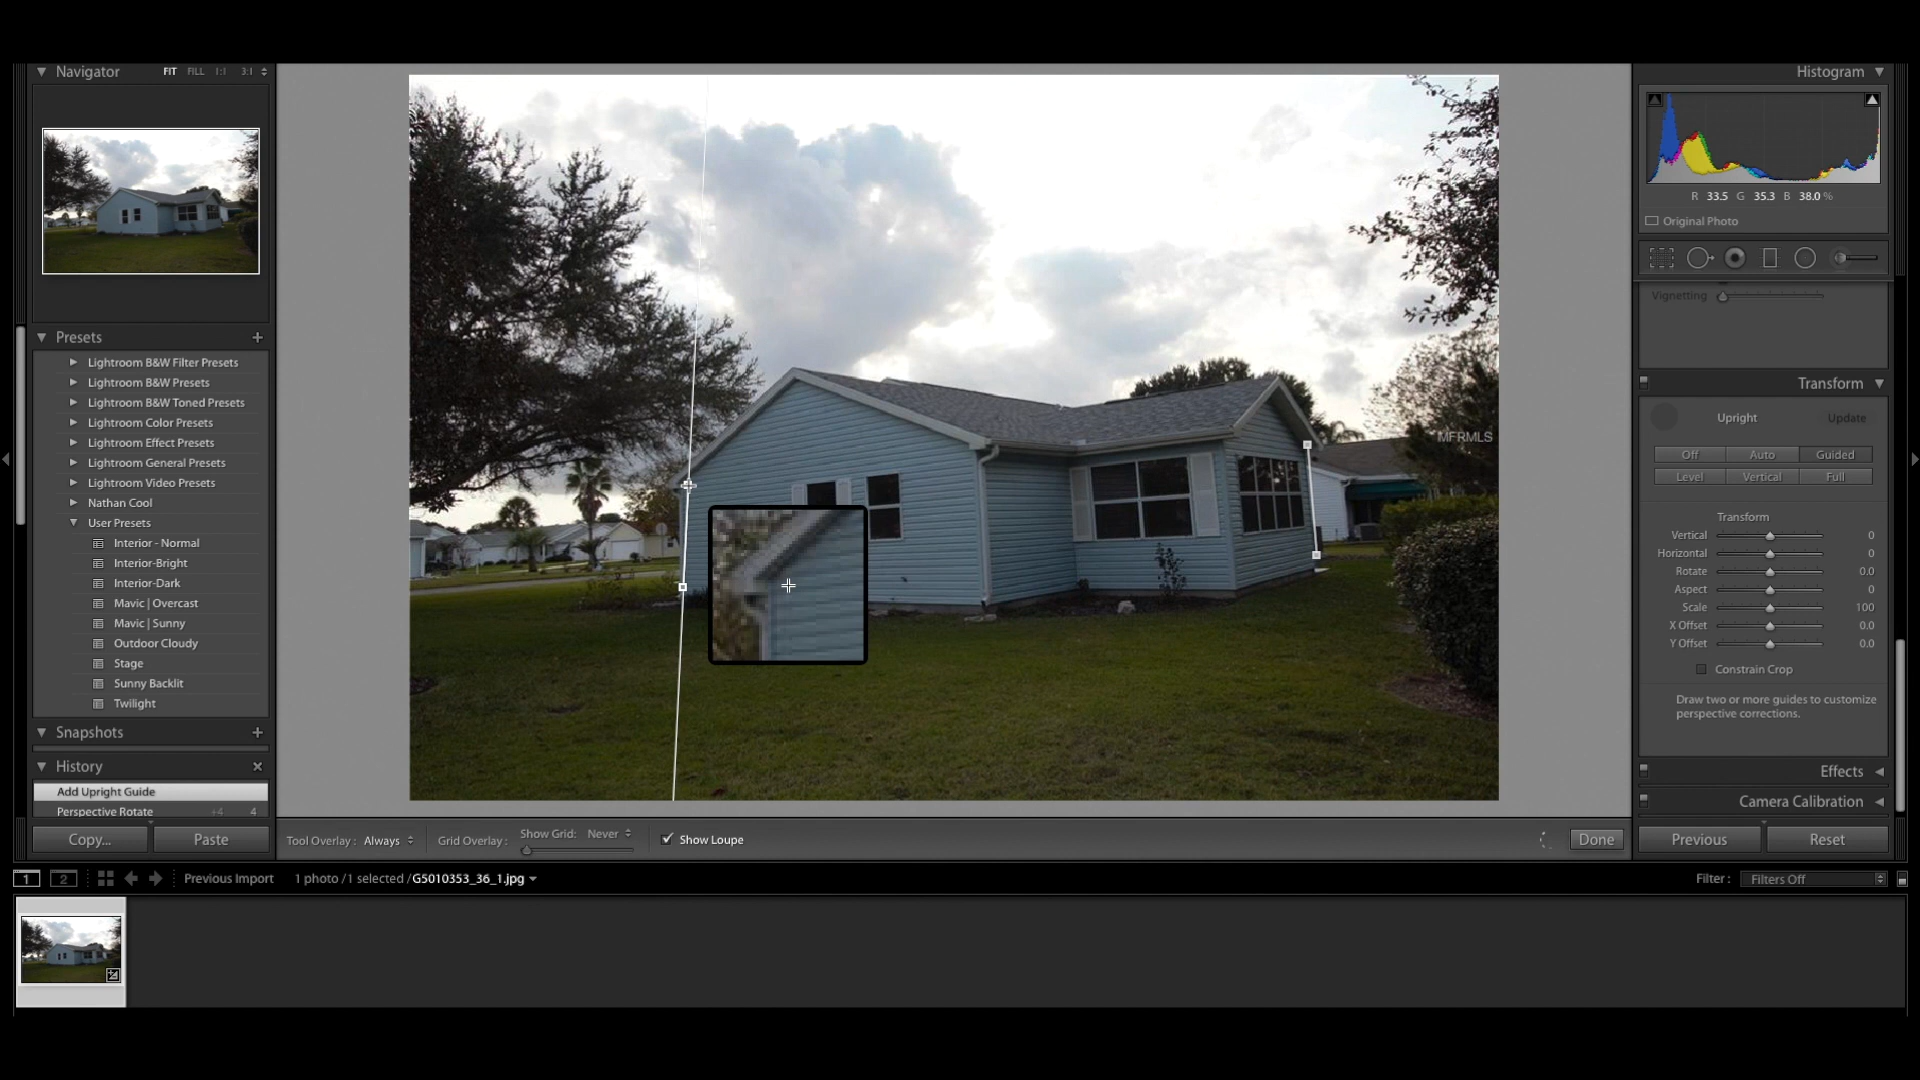 Navigator FIT FILL 1:1 3:1
Presets +
Lightroom B&W Filter Presets
Lightroom B&W Presets
Lightroom B&W Toned Presets
Lightroom Color Presets
Lightroom Effect Presets
Lightroom General Presets
Lightroom Video Presets
Nathan Cool
User Presets
Interior - Normal
Interior-Bright
Interior-Dark
Mavic | Overcast
Mavic | Sunny
Outdoor Cloudy
Stage
Sunny Backlit
Twilight
Snapshots +
History ×
Add Upright Guide
Perspective Rotate +4 4
Copy... Paste
MFRMLS
Tool Overlay : Always Grid Overlay : Show Grid: Never Show Loupe Done
Histogram
R 33.5 G 35.3 B 38.0 %
Original Photo
Vignetting
Transform
Upright Update
Off Auto Guided
Level Vertical Full
Transform
Vertical 0
Horizontal 0
Rotate 0.0
Aspect 0
Scale 100
X Offset 0.0
Y Offset 0.0
Constrain Crop
Draw two or more guides to customize
perspective corrections.
Effects
Camera Calibration
Previous Reset
1 2 Previous Import 1 photo /1 selected /G5010353_36_1.jpg Filter : Filters Off